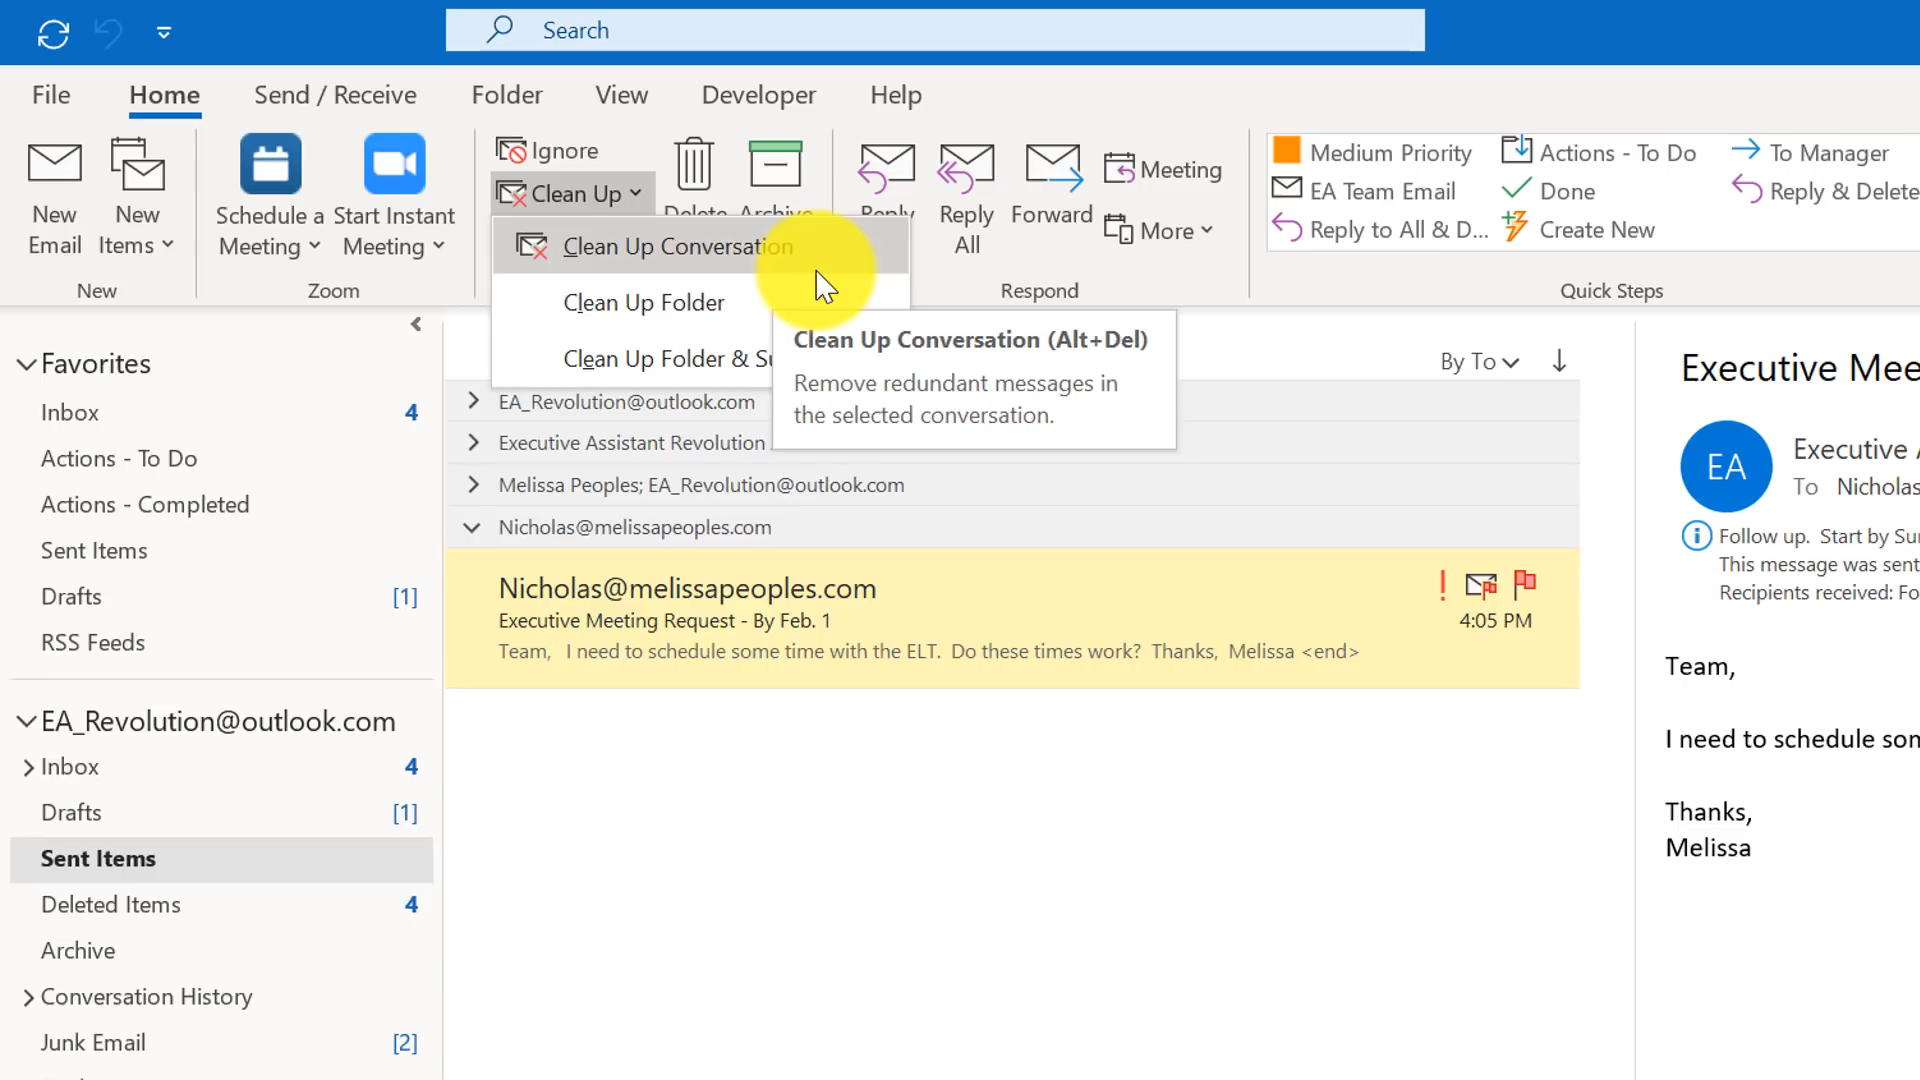 Search
File
Home
Send / Receive
Folder
View
Developer
Help
New
Email
New
Items
New
Schedule a
Meeting
Start Instant
Meeting
Zoom
Ignore
Clean Up
Delete
Archive
Clean Up Conversation
Clean Up Folder
Clean Up Folder & Su
Clean Up Conversation (Alt+Del)
Remove redundant messages in
the selected conversation.
Reply
Reply
All
Forward
Meeting
More
Respond
Medium Priority
EA Team Email
Reply to All & D...
Actions - To Do
Done
Create New
To Manager
Reply & Delete
Quick Steps
Favorites
Inbox 4
Actions - To Do
Actions - Completed
Sent Items
Drafts [1]
RSS Feeds
EA_Revolution@outlook.com
Inbox 4
Drafts [1]
Sent Items
Deleted Items 4
Archive
Conversation History
Junk Email [2]
By To
EA_Revolution@outlook.com
Executive Assistant Revolution
Melissa Peoples; EA_Revolution@outlook.com
Nicholas@melissapeoples.com
Nicholas@melissapeoples.com
Executive Meeting Request - By Feb. 1 4:05 PM
Team, I need to schedule some time with the ELT. Do these times work? Thanks, Melissa <end>
Executive Mee
EA
Executive A
To Nicholas
Follow up. Start by Su
This message was sent
Recipients received: Fo
Team,
I need to schedule som
Thanks,
Melissa